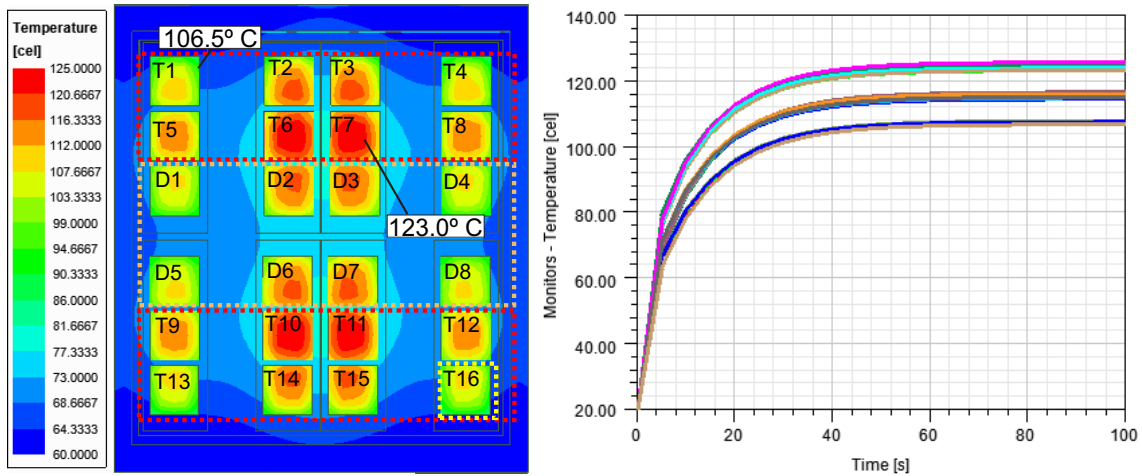 Temperature
[cel]
125.0000
120.6667
116.3333
112.0000
107.6667
103.3333
99.0000
94.6667
90.3333
86.0000
81.6667
77.3333
73.0000
68.6667
64.3333
60.0000
106.5º C
T1 T2 T3 T4
T5 T6 T7 T8
D1 D2 D3 D4
123.0º C
D5 D6 D7 D8
T9 T10 T11 T12
T13 T14 T15 T16
Monitors - Temperature [cel]
140.00
120.00
100.00
80.00
60.00
40.00
20.00
0 20 40 60 80 100
Time [s]